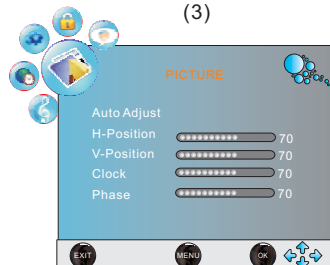 (3)
PICTURE
Auto Adjust
H-Position 70
V-Position 70
Clock 70
Phase 70
EXIT MENU OK